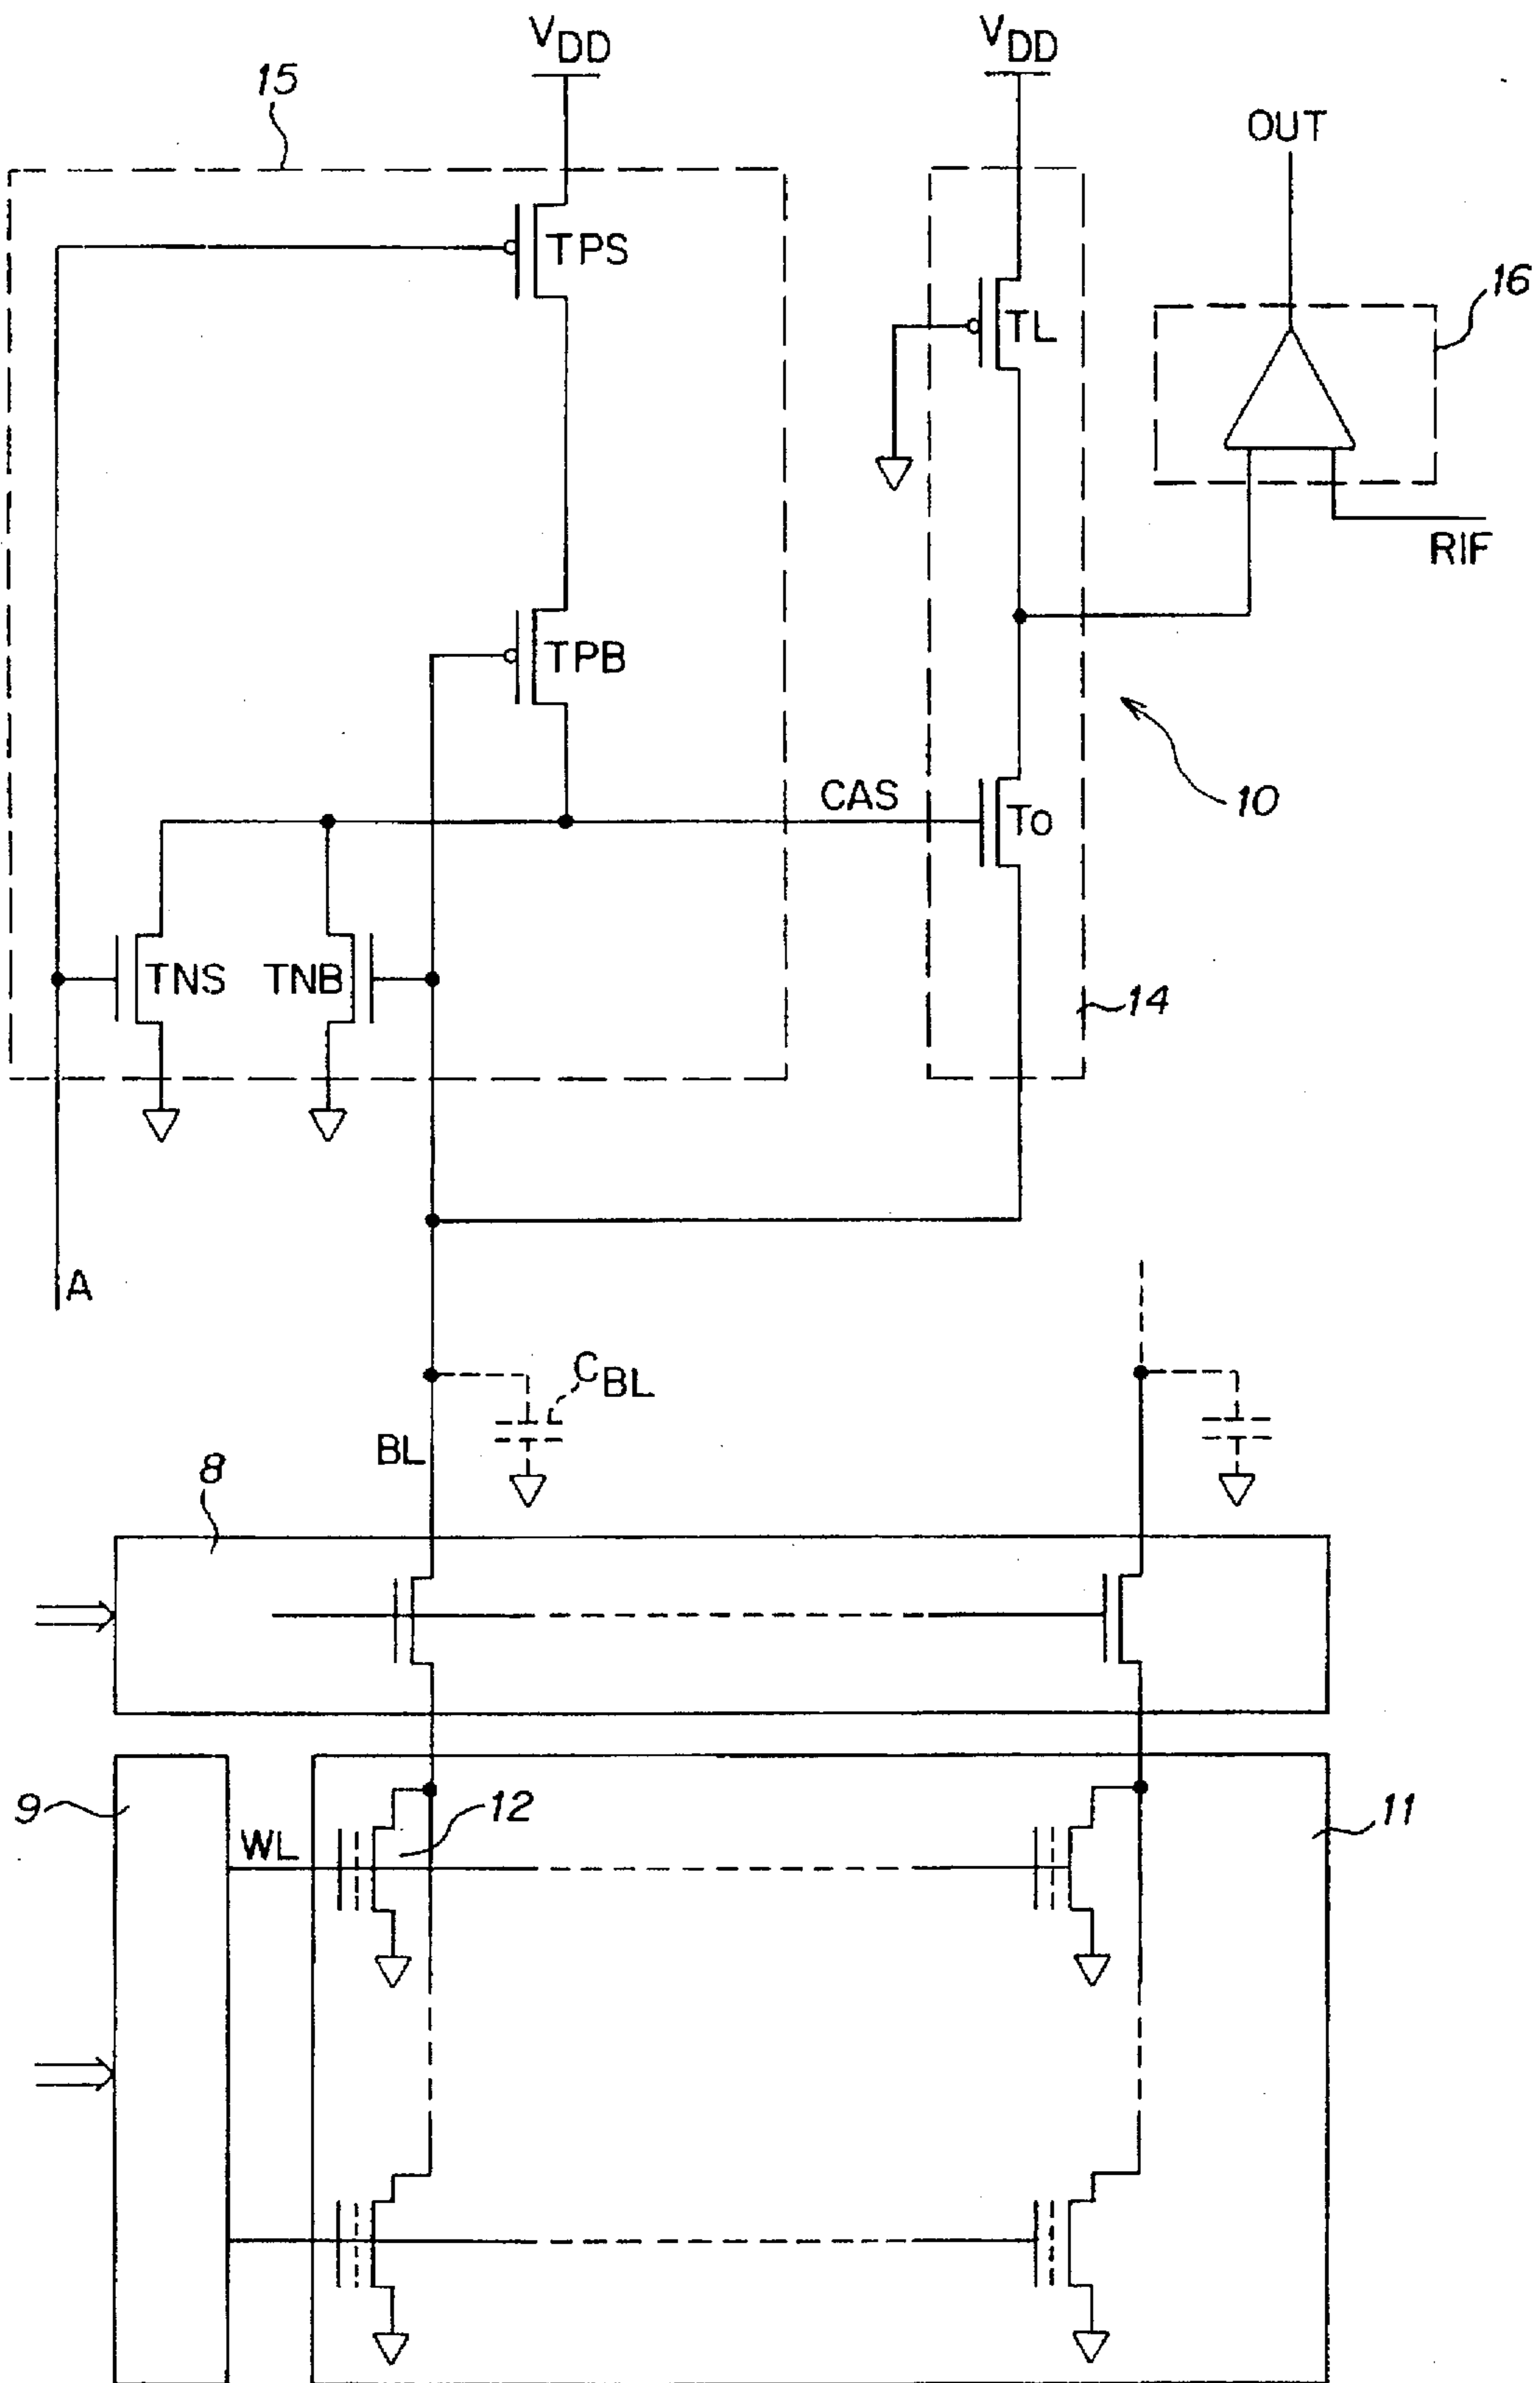 VDD
VDD
15
OUT
TPS
16
TL
RIF
TPB
CAS
TO
10
TNS
TNB
14
A
CBL
BL
8
9
12
WL
11